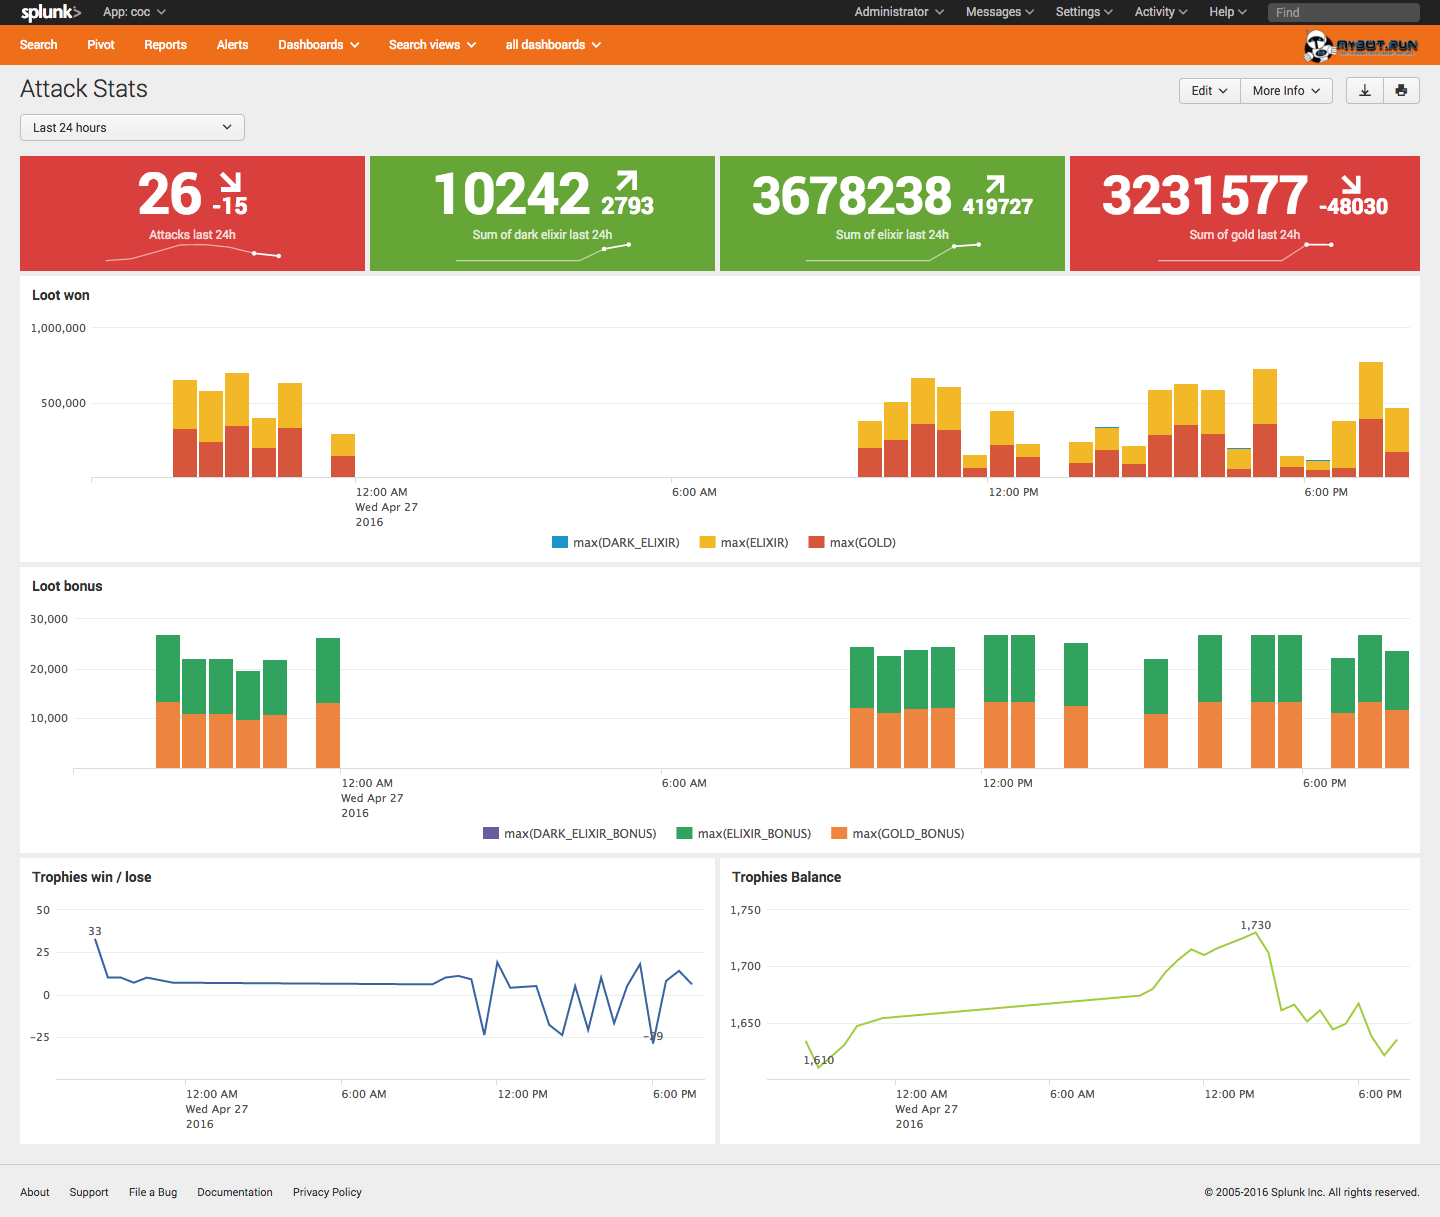 splunk> App: coc Administrator Messages Settings Activity Help Find
Search Pivot Reports Alerts Dashboards Search views all dashboards MYBOT.RUN
Attack Stats
Edit More Info
Last 24 hours
26 -15
Attacks last 24h
10242 2793
Sum of dark elixir last 24h
3678238 419727
Sum of elixir last 24h
3231577 -48030
Sum of gold last 24h
Loot won
1,000,000
500,000
12:00 AM 6:00 AM 12:00 PM 6:00 PM
Wed Apr 27
2016
max(DARK_ELIXIR) max(ELIXIR) max(GOLD)
Loot bonus
30,000
20,000
10,000
12:00 AM 6:00 AM 12:00 PM 6:00 PM
Wed Apr 27
2016
max(DARK_ELIXIR_BONUS) max(ELIXIR_BONUS) max(GOLD_BONUS)
Trophies win / lose
50
33
25
0
-25
-29
12:00 AM 6:00 AM 12:00 PM 6:00 PM
Wed Apr 27
2016
Trophies Balance
1,750
1,730
1,700
1,650
1,610
12:00 AM 6:00 AM 12:00 PM 6:00 PM
Wed Apr 27
2016
About Support File a Bug Documentation Privacy Policy © 2005-2016 Splunk Inc. All rights reserved.